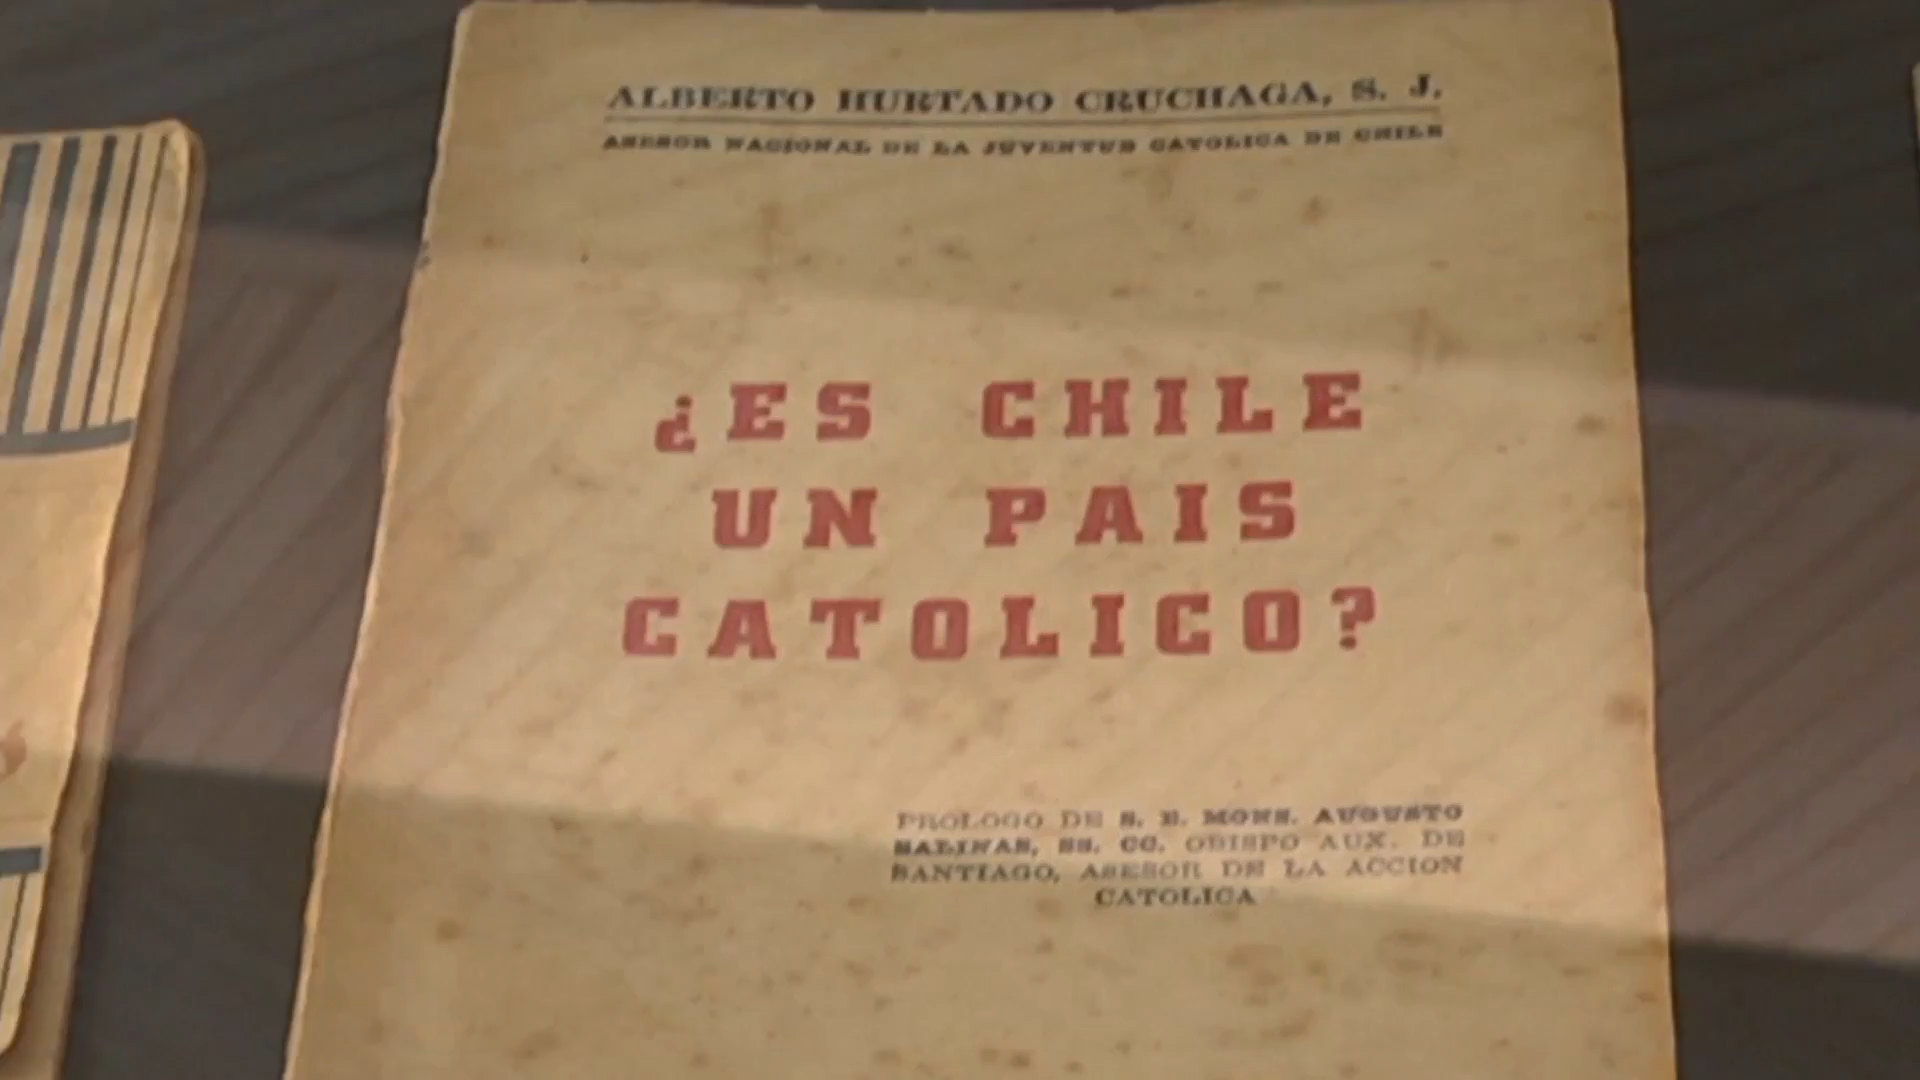 ALBERTO HURTADO CRUCHAGA, S. J.
ASESOR NACIONAL DE LA JUVENTUD CATOLICA DE CHILE
¿ES CHILE
UN PAIS
CATOLICO?
PROLOGO DE S. E. MONS. AUGUSTO
SALINAS, SS. CC. OBISPO AUX. DE
SANTIAGO, ASESOR DE LA ACCION
CATOLICA